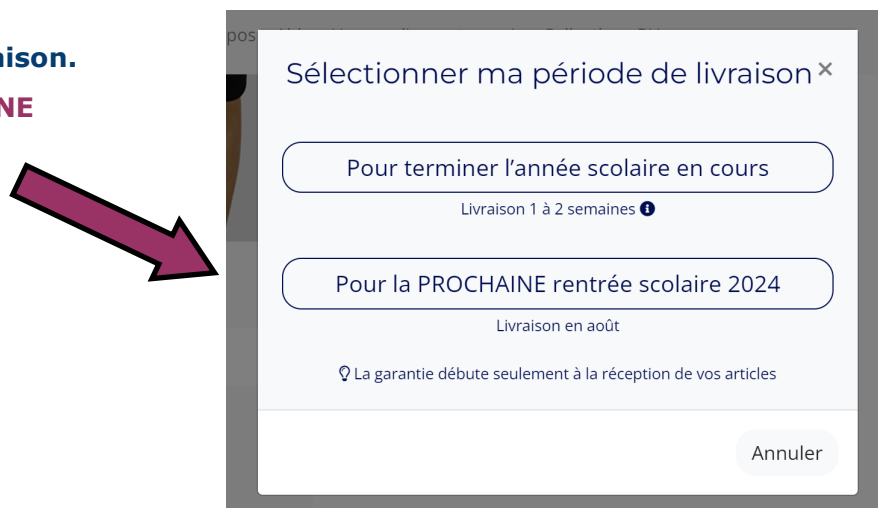 aison.
NE
Sélectionner ma période de livraison ×
Pour terminer l’année scolaire en cours
Livraison 1 à 2 semaines
Pour la PROCHAINE rentrée scolaire 2024
Livraison en août
La garantie débute seulement à la réception de vos articles
Annuler